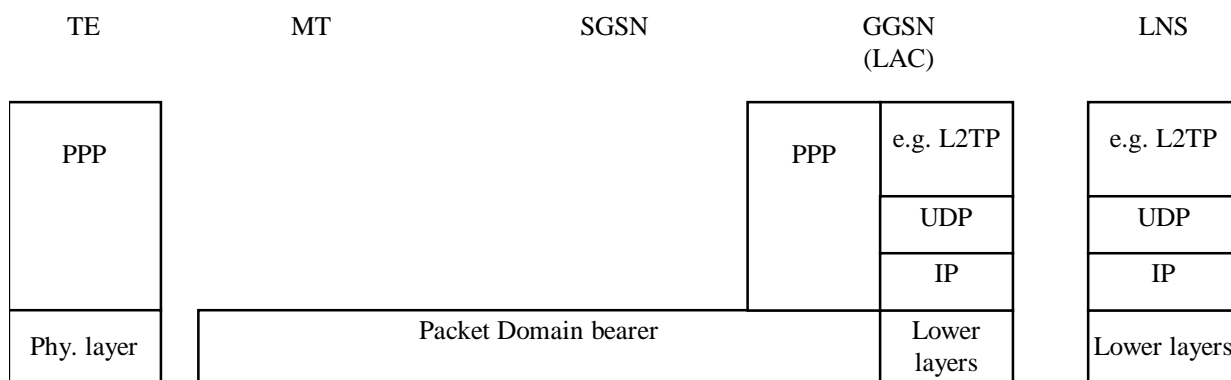 TE MT SGSN GGSN LNS
(LAC)
PPP PPP e.g. L2TP e.g. L2TP
UDP UDP
IP IP
Phy. layer Packet Domain bearer Lower layers Lower layers